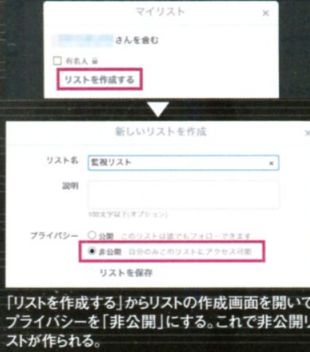 マイリスト ×
さんを含む
有名人
リストを作成する
新しいリストを作成 ×
リスト名 監視リスト ×
説明
100文字以下(オプション)
プライバシー 公開 このリストは誰でもフォローできます
非公開 自分のみこのリストにアクセス可能
リストを保存
「リストを作成する」からリストの作成画面を開いて
プライバシーを「非公開」にする。これで非公開リ
ストが作られる。